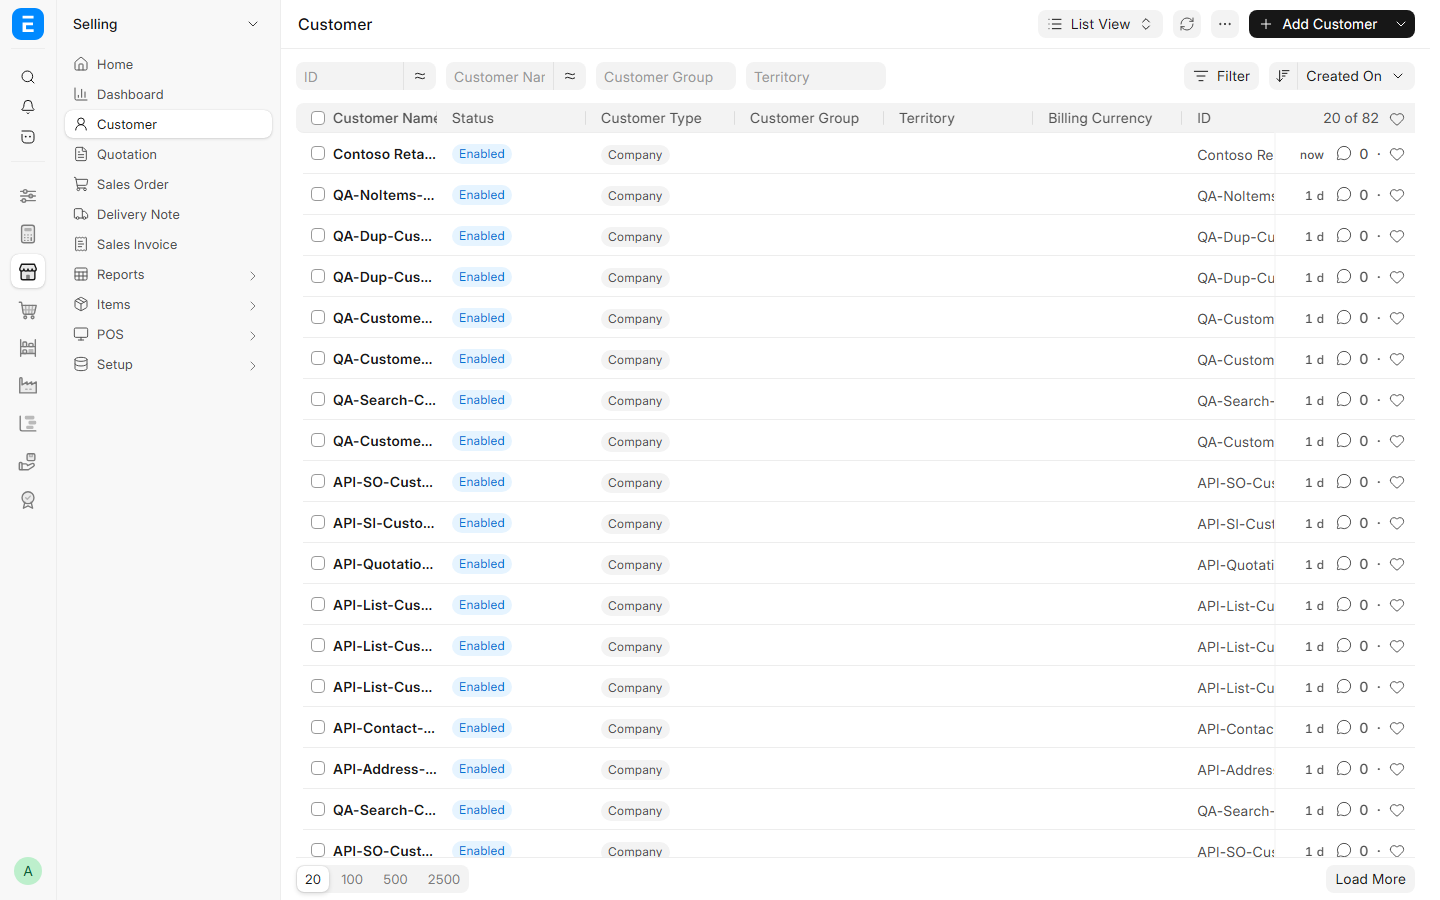 Selling
Home
Dashboard
Customer
Quotation
Sales Order
Delivery Note
Sales Invoice
Reports
Items
POS
Setup
A
Customer
List View
Add Customer
ID
Customer Nar
Customer Group
Territory
Filter
Created On
Customer Name Status Customer Type Customer Group Territory Billing Currency ID 20 of 82
Contoso Reta... Enabled Company Contoso Re now 0
QA-NoItems-... Enabled Company QA-NoItems 1 d 0
QA-Dup-Cus... Enabled Company QA-Dup-Cu 1 d 0
QA-Dup-Cus... Enabled Company QA-Dup-Cu 1 d 0
QA-Custome... Enabled Company QA-Custom 1 d 0
QA-Custome... Enabled Company QA-Custom 1 d 0
QA-Search-C... Enabled Company QA-Search- 1 d 0
QA-Custome... Enabled Company QA-Custom 1 d 0
API-SO-Cust... Enabled Company API-SO-Cus 1 d 0
API-SI-Custo... Enabled Company API-SI-Cust 1 d 0
API-Quotatio... Enabled Company API-Quotati 1 d 0
API-List-Cus... Enabled Company API-List-Cu 1 d 0
API-List-Cus... Enabled Company API-List-Cu 1 d 0
API-List-Cus... Enabled Company API-List-Cu 1 d 0
API-Contact-... Enabled Company API-Contac 1 d 0
API-Address-... Enabled Company API-Addres 1 d 0
QA-Search-C... Enabled Company QA-Search- 1 d 0
API-SO-Cust... Enabled Company API-SO-Cus 1 d 0
20 100 500 2500
Load More